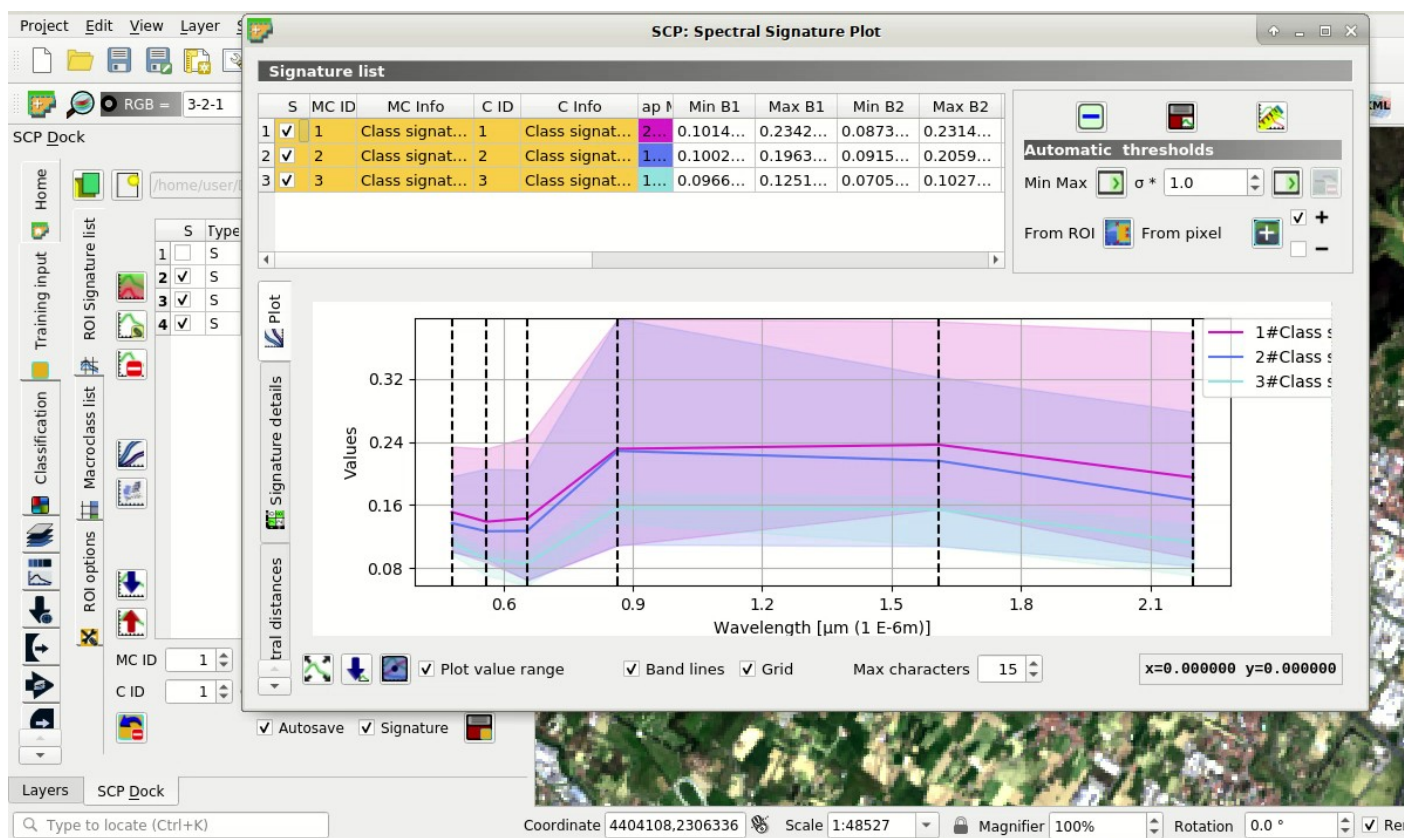 Project Edit View Layer
SCP: Spectral Signature Plot
RGB = 3-2-1
SCP Dock
Signature list
S MC ID MC Info C ID C Info Min B1 Max B1 Min B2 Max B2
1 1 Class signat... 1 Class signat... 2... 0.1014... 0.2342... 0.0873... 0.2314...
2 2 Class signat... 2 Class signat... 1... 0.1002... 0.1963... 0.0915... 0.2059...
3 3 Class signat... 3 Class signat... 1... 0.0966... 0.1251... 0.0705... 0.1027...
Automatic thresholds
Min Max σ * 1.0
From ROI From pixel + −
Home
Training input
Classification
ROI Signature list
Macroclass list
ROI options
S Type
1 S
2 S
3 S
4 S
MC ID 1
C ID 1
Autosave Signature
Plot
Signature details
tral distances
Values
0.32
0.24
0.16
0.08
0.6 0.9 1.2 1.5 1.8 2.1
Wavelength [μm (1 E-6m)]
1#Class s
2#Class s
3#Class s
Plot value range Band lines Grid Max characters 15 x=0.000000 y=0.000000
Layers SCP Dock
Type to locate (Ctrl+K) Coordinate 4404108,2306336 Scale 1:48527 Magnifier 100% Rotation 0.0 °